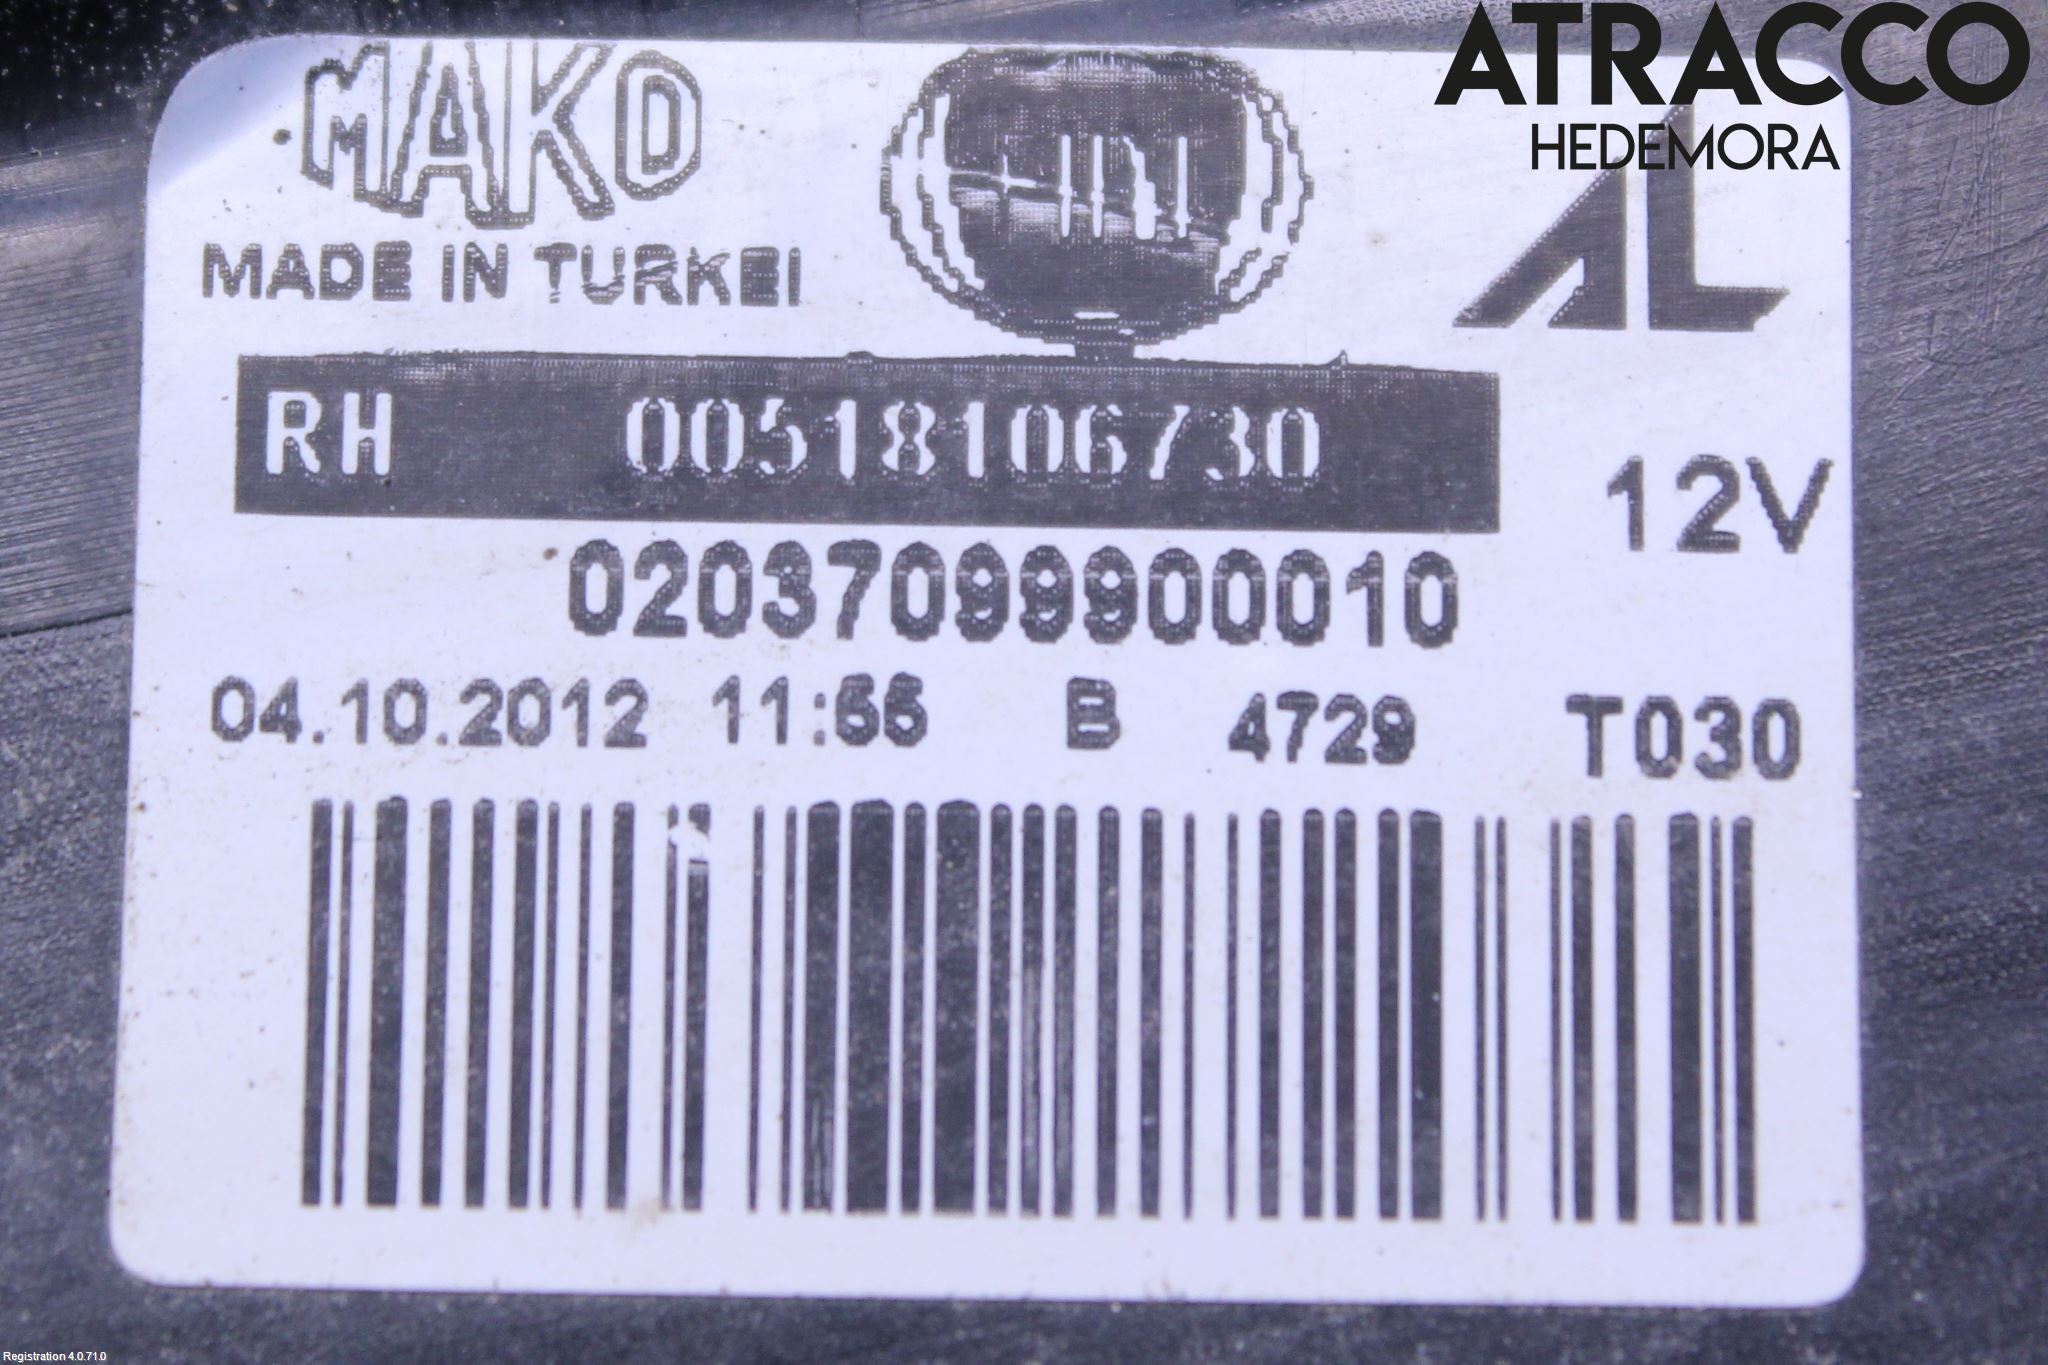 ATRACCO
HEDEMORA
MAKO
AL
MADE IN TURKEI
RH 00518106730
12V
02037099900010
04.10.2012 11:55 B 4729 T030
Registration 4.0.71.0